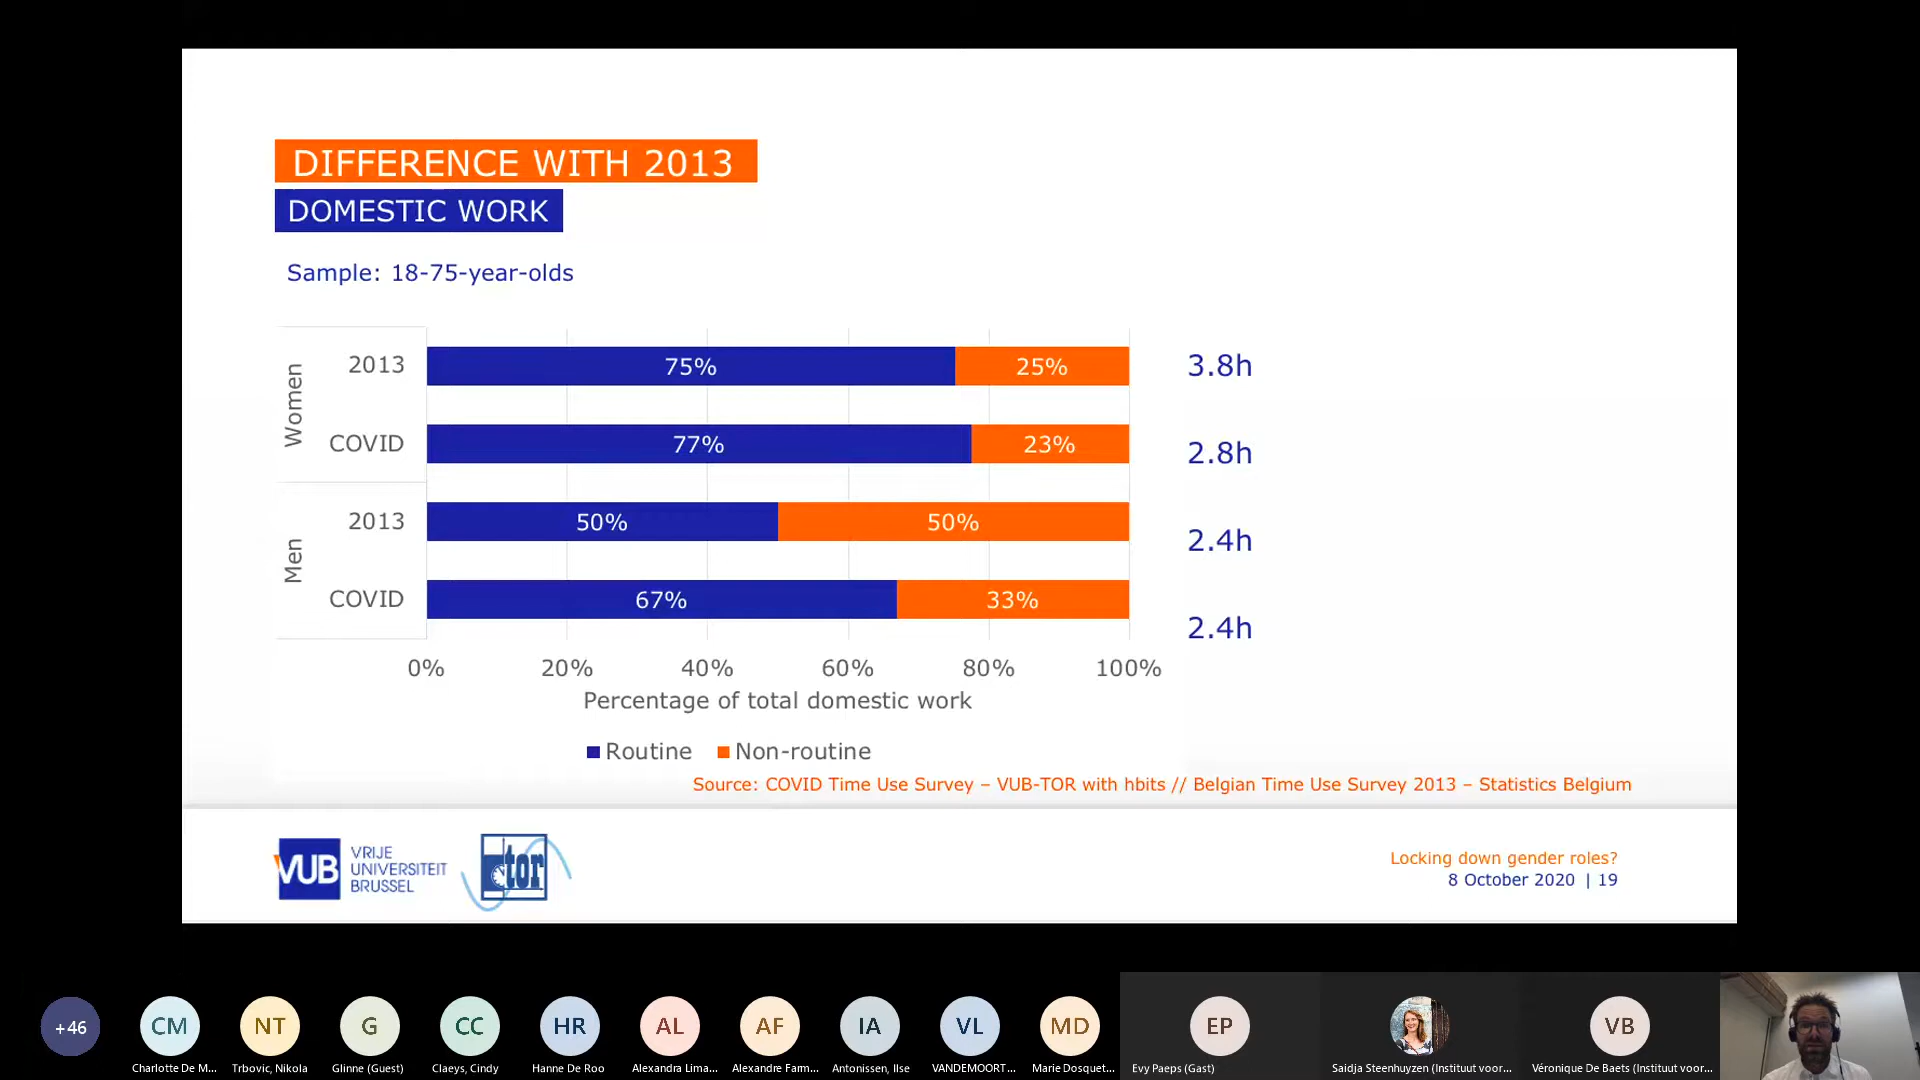 DIFFERENCE WITH 2013
DOMESTIC WORK
Sample: 18-75-year-olds
Women
2013
75%
25%
3.8h
COVID
77%
23%
2.8h
Men
2013
50%
50%
2.4h
COVID
67%
33%
2.4h
0% 20% 40% 60% 80% 100%
Percentage of total domestic work
Routine Non-routine
Source: COVID Time Use Survey – VUB-TOR with hbits // Belgian Time Use Survey 2013 – Statistics Belgium
VUB
VRIJE
UNIVERSITEIT
BRUSSEL
tor
Locking down gender roles?
8 October 2020 | 19
+46 CM NT G CC HR AL AF IA VL MD EP VB
Charlotte De M... Trbovic, Nikola Glinne (Guest) Claeys, Cindy Hanne De Roo Alexandra Lima... Alexandre Farm... Antonissen, Ilse VANDEMOORT... Marie Dosquet... Evy Paeps (Gast) Saidja Steenhuyzen (Instituut voor... Véronique De Baets (Instituut voor...